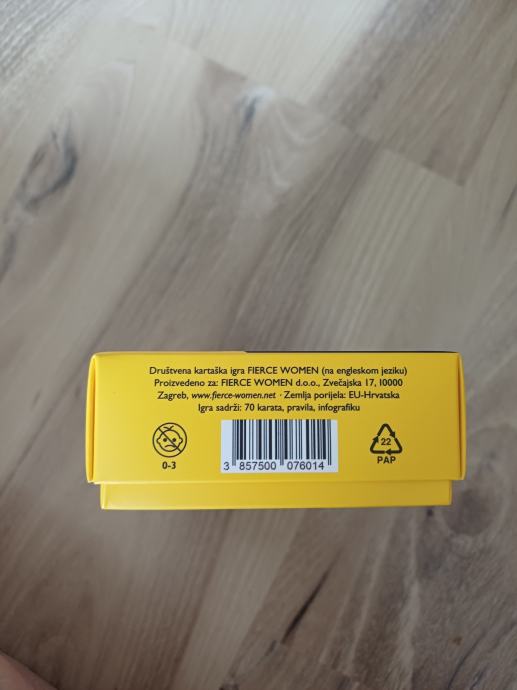 Društvena kartaška igra FIERCE WOMEN (na engleskom jeziku)
Proizvedeno za: FIERCE WOMEN d.o.o., Zvečajska 17, 10000
Zagreb, www.fierce-women.net · Zemlja porijela: EU-Hrvatska
Igra sadrži: 70 karata, pravila, infografiku
0-3
3 857500 076014
22
PAP